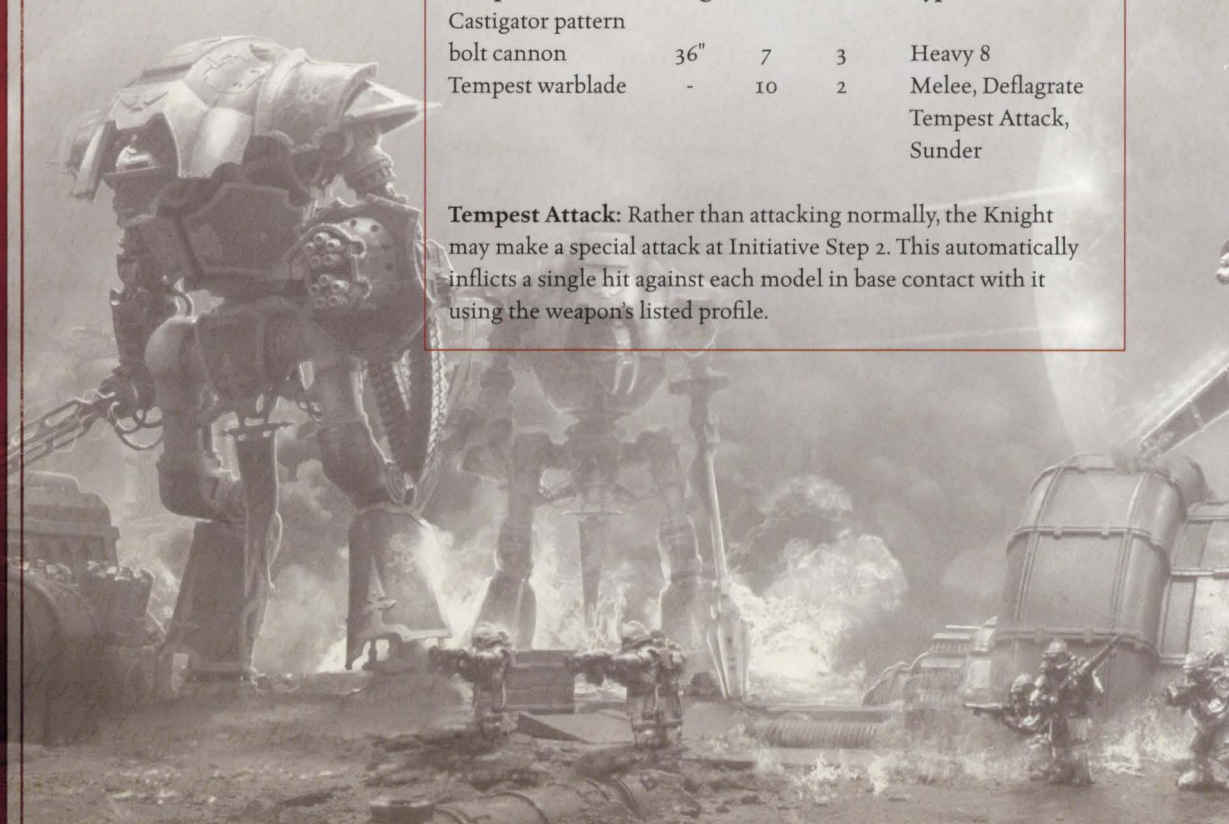 Castigator pattern
bolt cannon 36" 7 3 Heavy 8
Tempest warblade - 10 2 Melee, Deflagrate
Tempest Attack,
Sunder
Tempest Attack: Rather than attacking normally, the Knight
may make a special attack at Initiative Step 2. This automatically
inflicts a single hit against each model in base contact with it
using the weapon's listed profile.